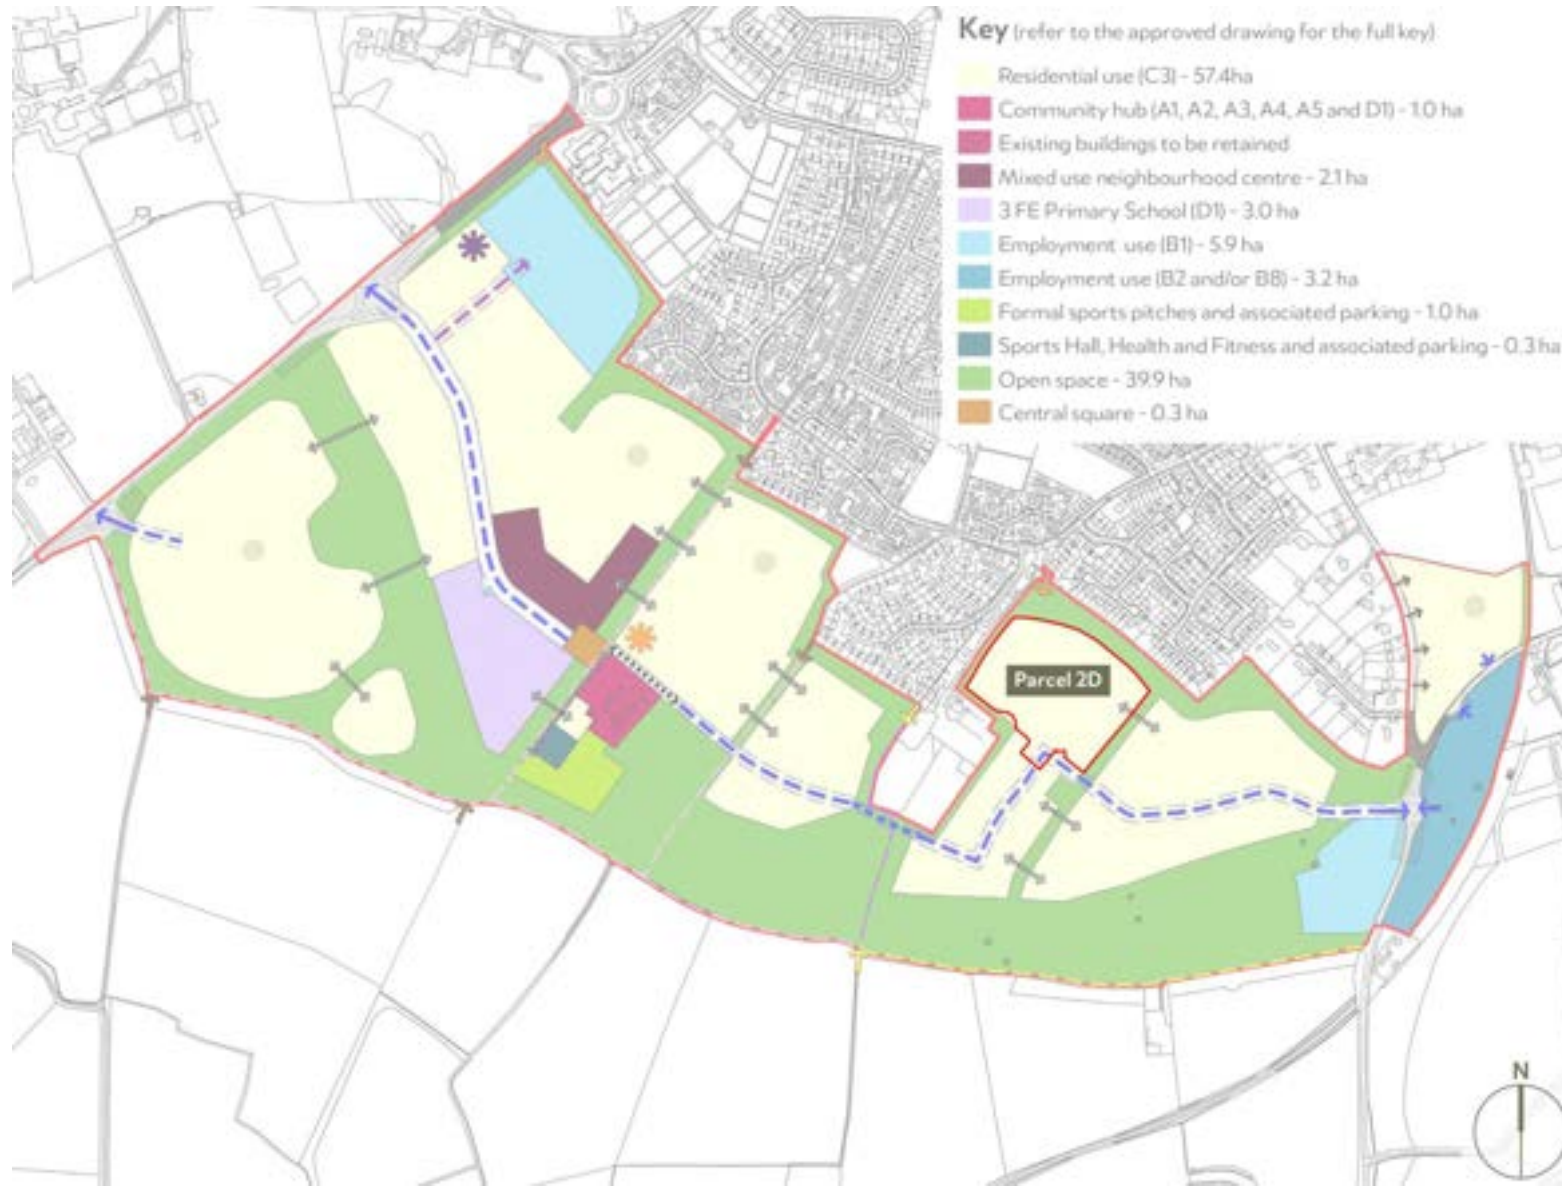 Key (refer to the approved drawing for the full key)
Residential use (C3) - 57.4ha
Community hub (A1, A2, A3, A4, A5 and D1) - 1.0 ha
Existing buildings to be retained
Mixed use neighbourhood centre - 2.1 ha
3 FE Primary School (D1) - 3.0 ha
Employment use (B1) - 5.9 ha
Employment use (B2 and/or B8) - 3.2 ha
Formal sports pitches and associated parking - 1.0 ha
Sports Hall, Health and Fitness and associated parking - 0.3 ha
Open space - 39.9 ha
Central square - 0.3 ha
Parcel 2D
N